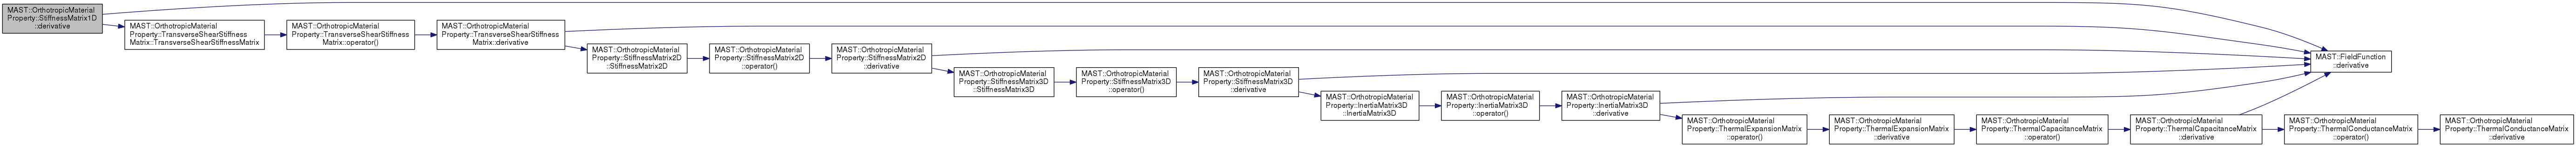 MAST::OrthotropicMaterial
Property::StiffnessMatrix1D
::derivative
MAST::OrthotropicMaterial
Property::TransverseShearStiffness
Matrix::TransverseShearStiffnessMatrix
MAST::OrthotropicMaterial
Property::TransverseShearStiffness
Matrix::operator()
MAST::OrthotropicMaterial
Property::TransverseShearStiffness
Matrix::derivative
MAST::OrthotropicMaterial
Property::StiffnessMatrix2D
::StiffnessMatrix2D
MAST::OrthotropicMaterial
Property::StiffnessMatrix2D
::operator()
MAST::OrthotropicMaterial
Property::StiffnessMatrix2D
::derivative
MAST::OrthotropicMaterial
Property::StiffnessMatrix3D
::StiffnessMatrix3D
MAST::OrthotropicMaterial
Property::StiffnessMatrix3D
::operator()
MAST::OrthotropicMaterial
Property::StiffnessMatrix3D
::derivative
MAST::OrthotropicMaterial
Property::InertiaMatrix3D
::InertiaMatrix3D
MAST::OrthotropicMaterial
Property::InertiaMatrix3D
::operator()
MAST::OrthotropicMaterial
Property::InertiaMatrix3D
::derivative
MAST::OrthotropicMaterial
Property::ThermalExpansionMatrix
::operator()
MAST::OrthotropicMaterial
Property::ThermalExpansionMatrix
::derivative
MAST::OrthotropicMaterial
Property::ThermalCapacitanceMatrix
::operator()
MAST::OrthotropicMaterial
Property::ThermalCapacitanceMatrix
::derivative
MAST::FieldFunction
::derivative
MAST::OrthotropicMaterial
Property::ThermalConductanceMatrix
::operator()
MAST::OrthotropicMaterial
Property::ThermalConductanceMatrix
::derivative